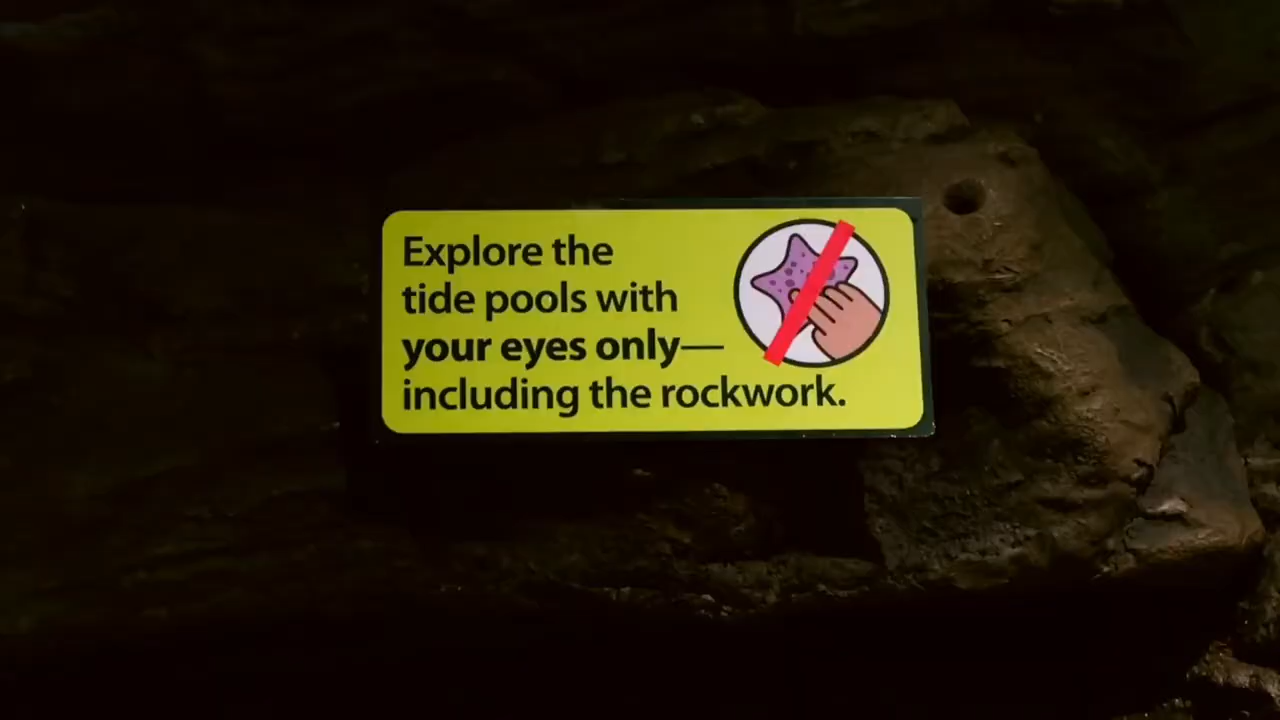 Explore the
tide pools with
your eyes only—
including the rockwork.